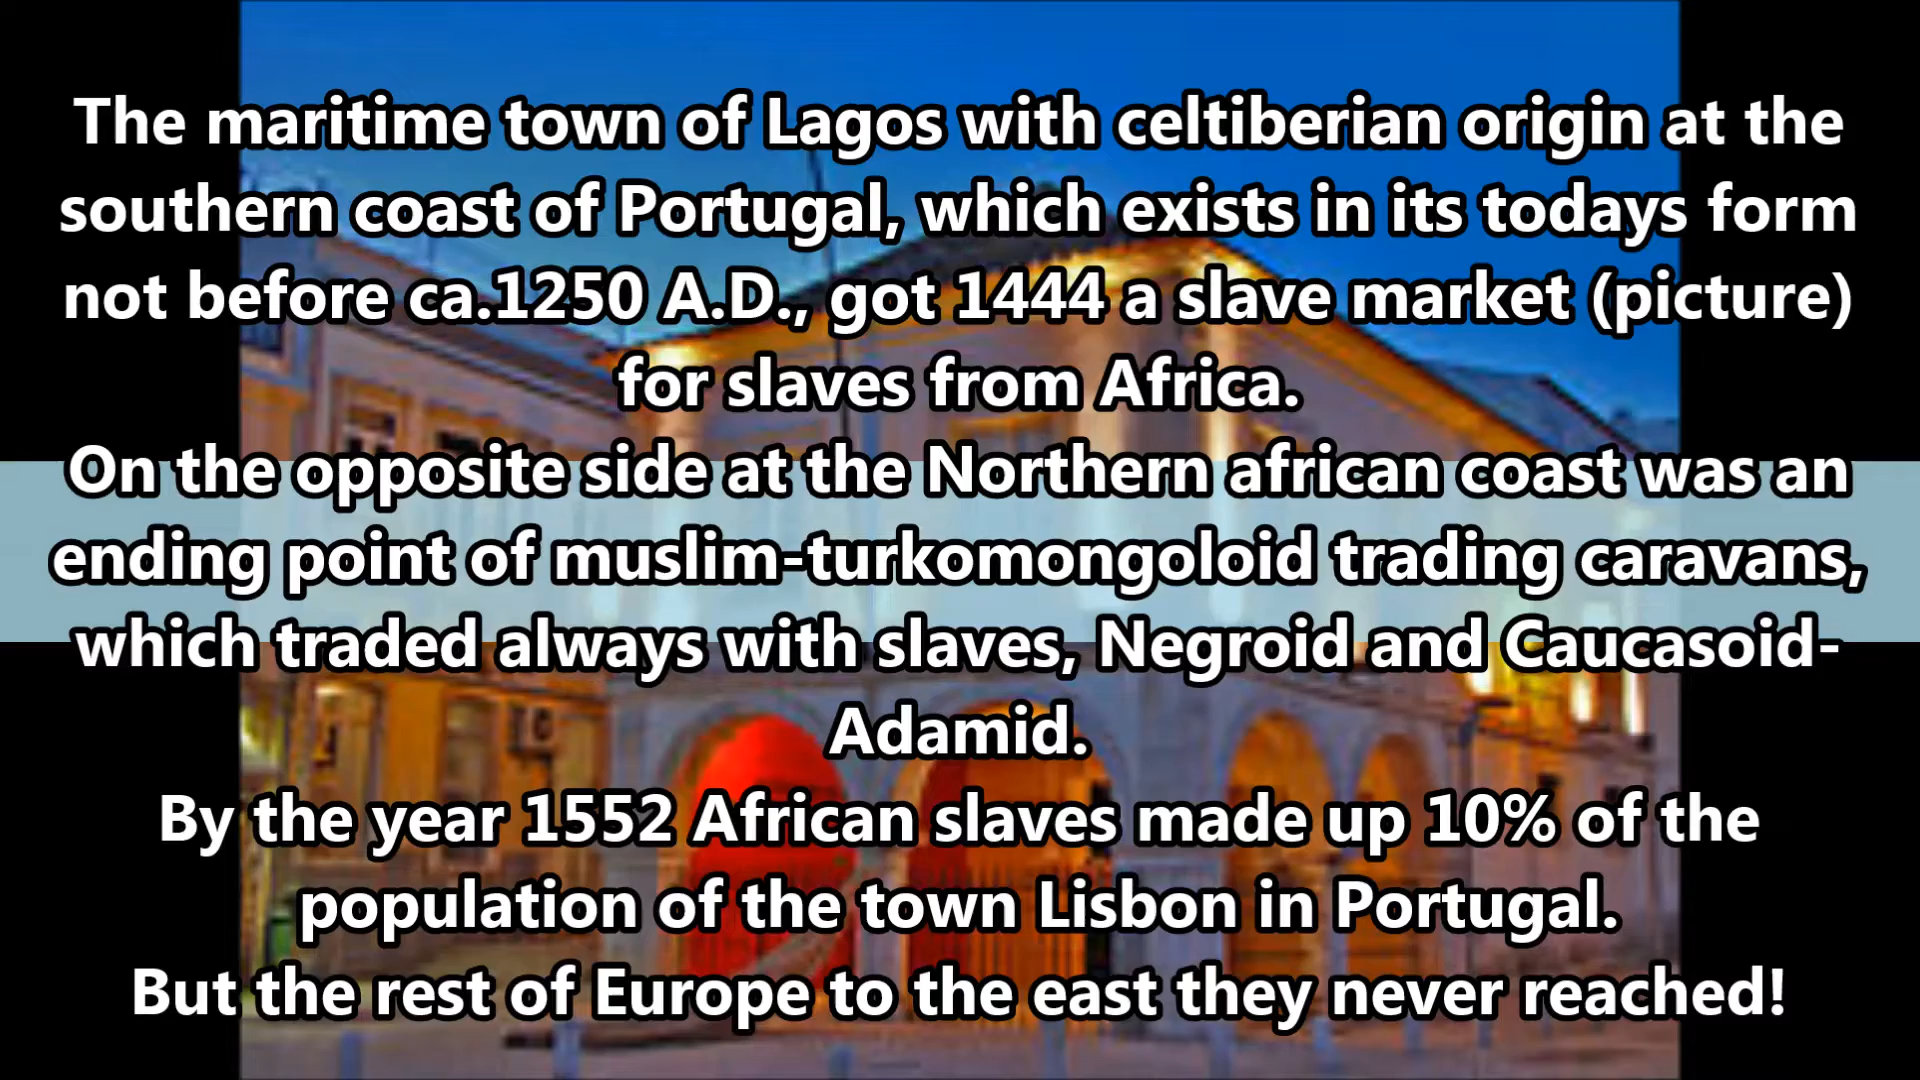 The maritime town of Lagos with celtiberian origin at the
southern coast of Portugal, which exists in its todays form
not before ca.1250 A.D., got 1444 a slave market (picture)
for slaves from Africa.
On the opposite side at the Northern african coast was an
ending point of muslim-turkomongoloid trading caravans,
which traded always with slaves, Negroid and Caucasoid-
Adamid.
By the year 1552 African slaves made up 10% of the
population of the town Lisbon in Portugal.
But the rest of Europe to the east they never reached!